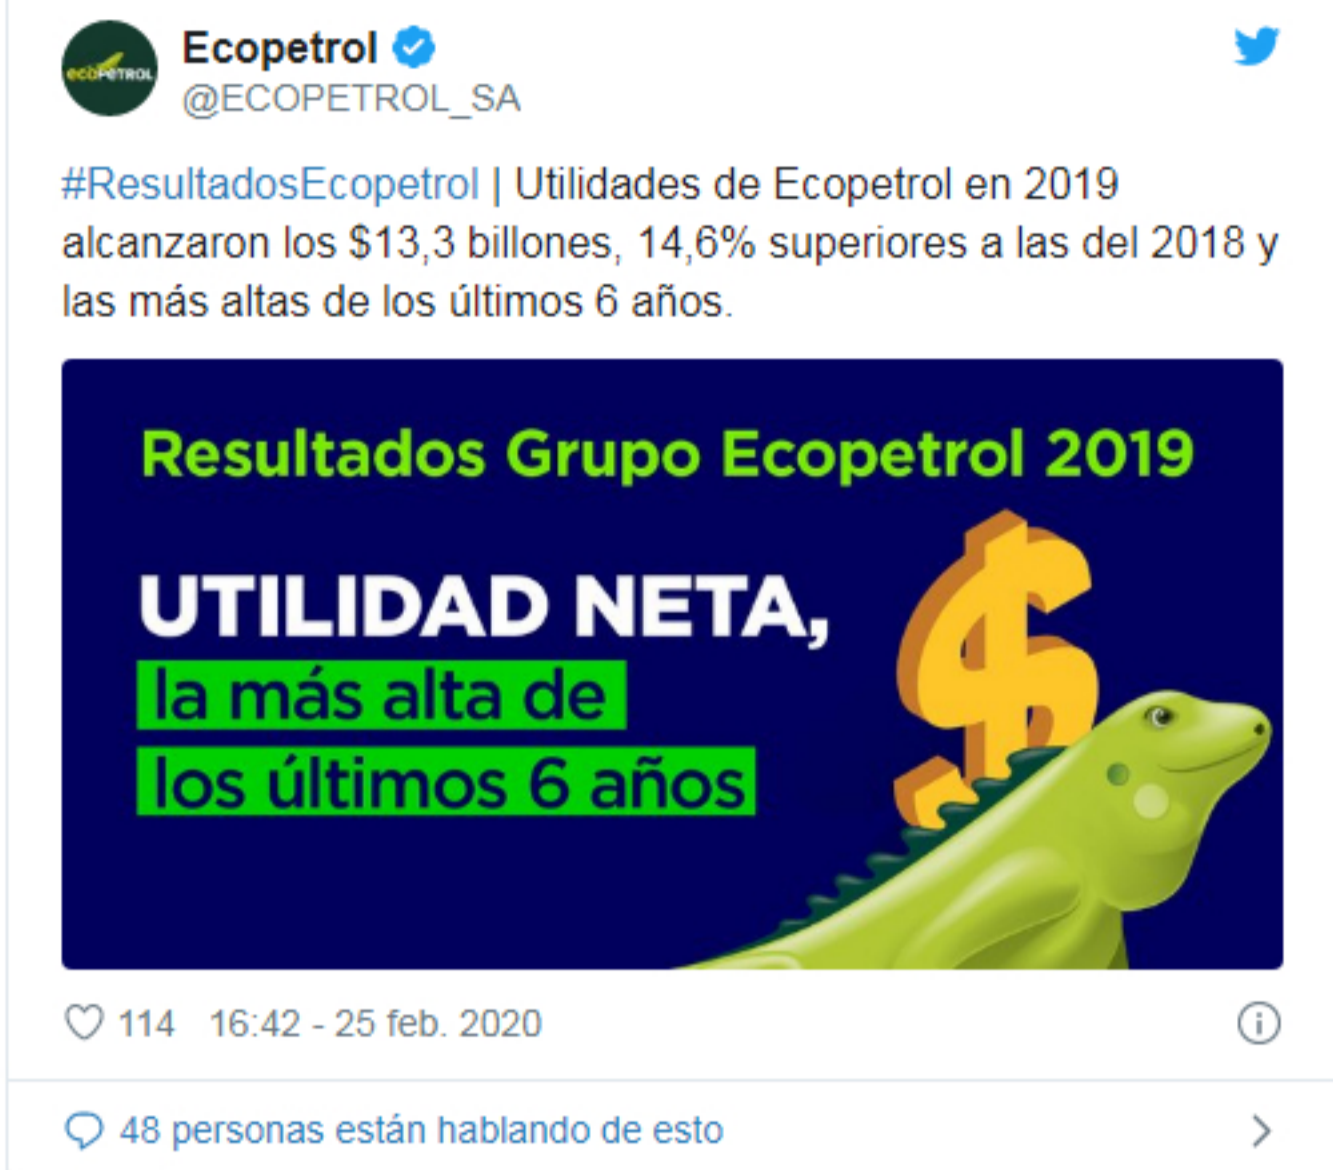 ecoPETROL
Ecopetrol
@ECOPETROL_SA
#ResultadosEcopetrol | Utilidades de Ecopetrol en 2019
alcanzaron los $13,3 billones, 14,6% superiores a las del 2018 y
las más altas de los últimos 6 años.
Resultados Grupo Ecopetrol 2019
UTILIDAD NETA,
la más alta de
los últimos 6 años
$
114 16:42 - 25 feb. 2020
48 personas están hablando de esto